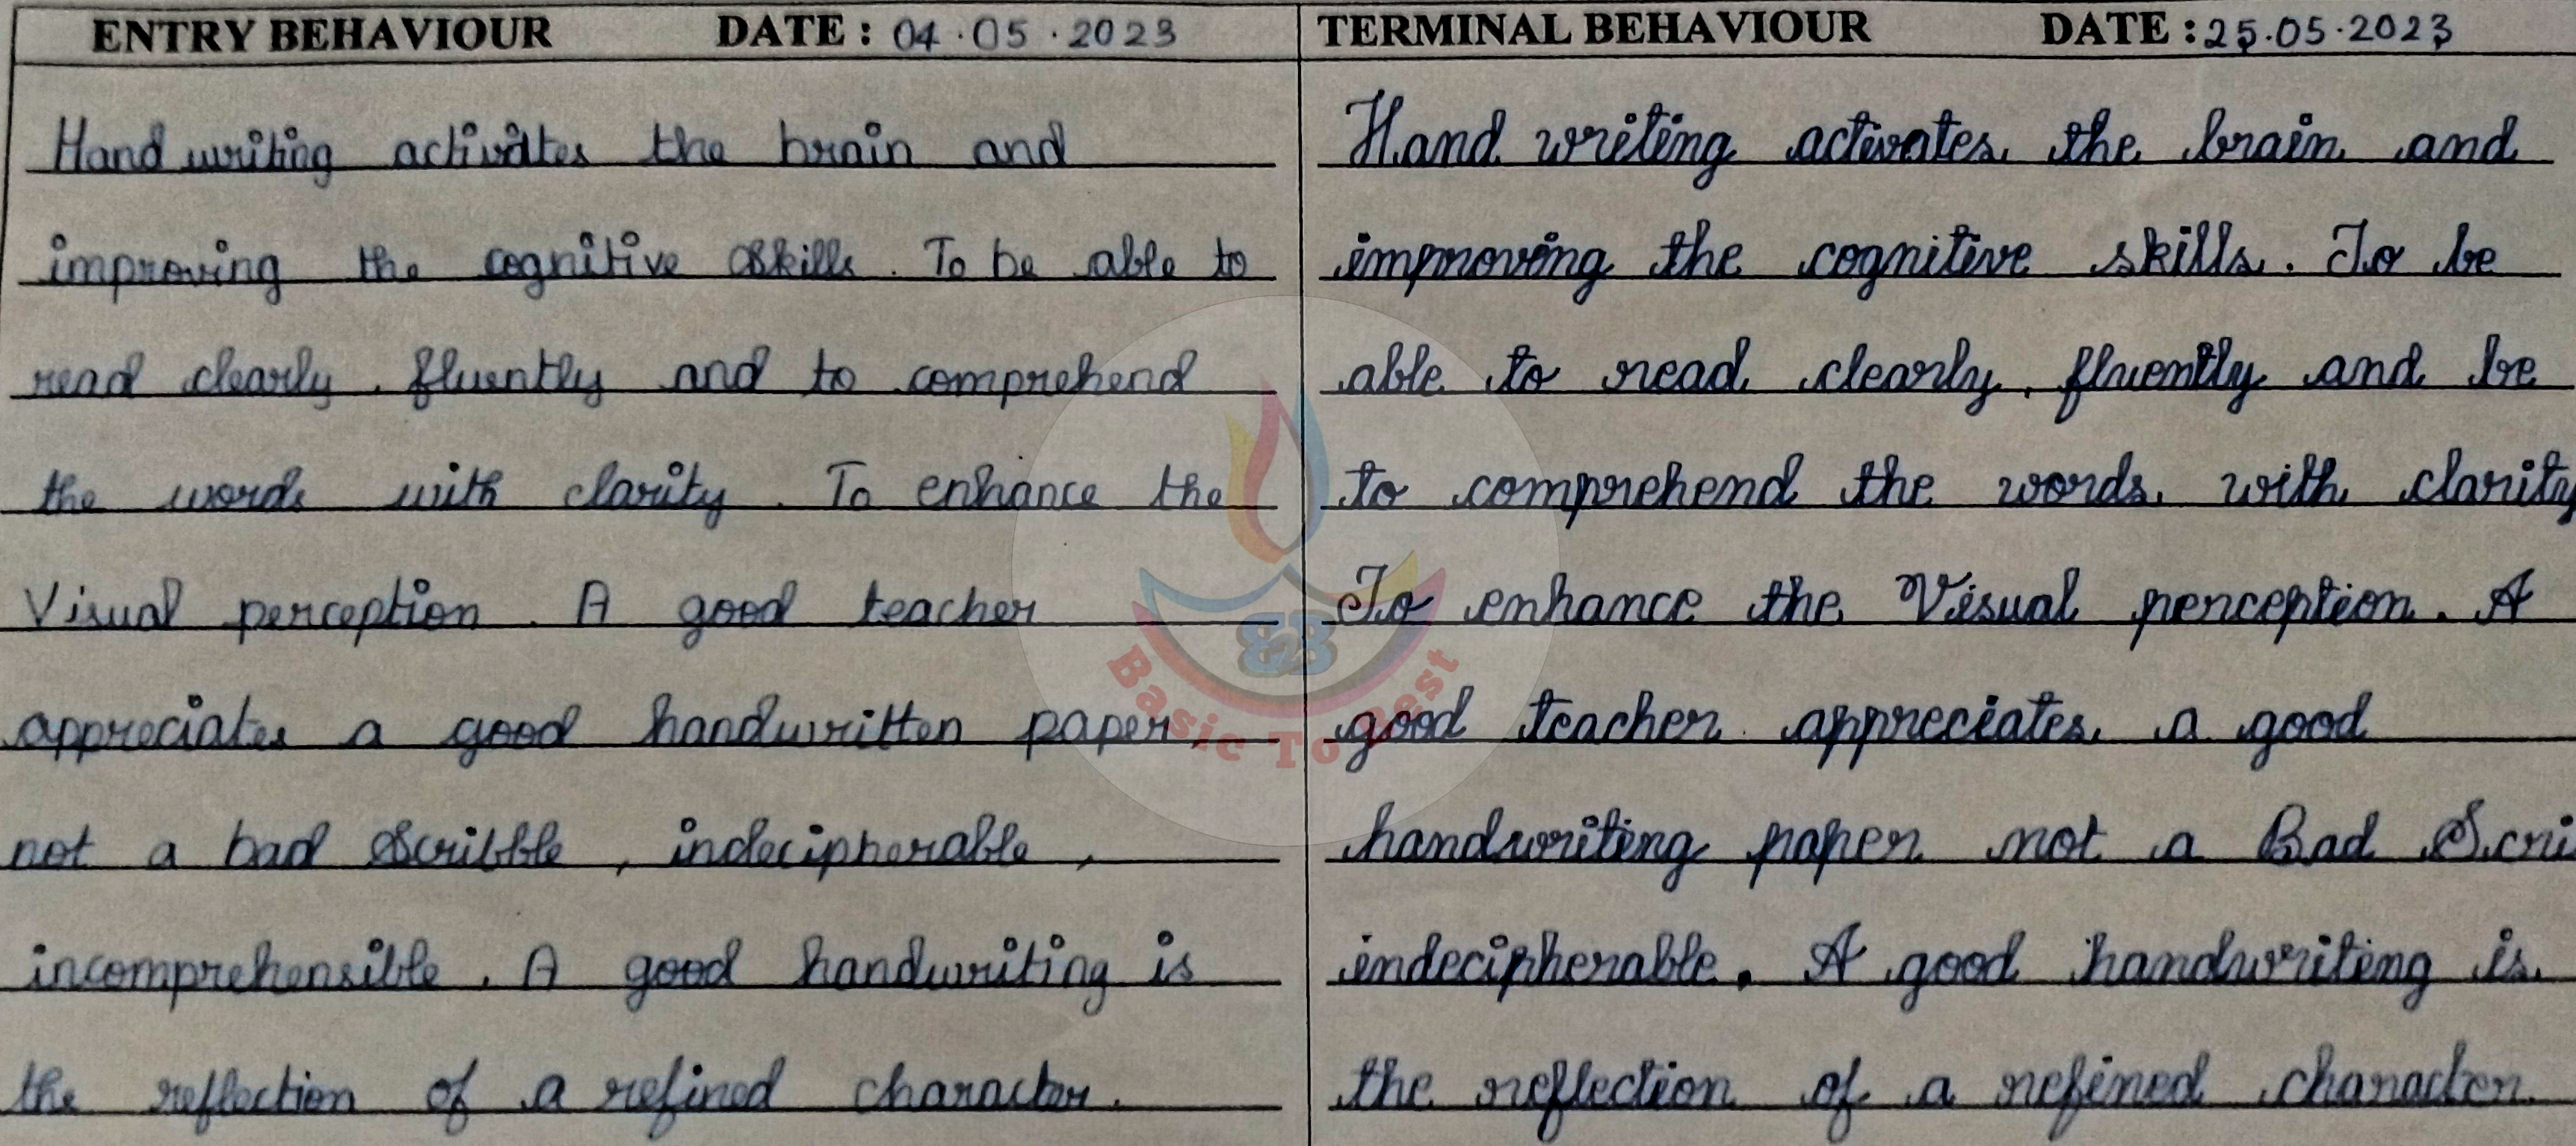 ENTRY BEHAVIOUR DATE : 04.05.2023
Hand writing activates the brain and
improving the cognitive skills. To be able to
read clearly, fluently and to comprehend
the words with clarity. To enhance the
Visual perception. A good teacher
appreciates a good handwritten paper,
not a bad Scribble, indecipherable,
incomprehensible. A good handwriting is
the reflection of a refined character.
TERMINAL BEHAVIOUR DATE : 25.05.2023
Hand writing activates the brain and
improving the cognitive skills. To be
able to read clearly, fluently and be
to comprehend the words with clarity
To enhance the Visual perception. A
good teacher appreciates a good
handwriting paper not a Bad Scri
indecipherable. A good handwriting is
the reflection of a refined character.
B2B
Basic To Best